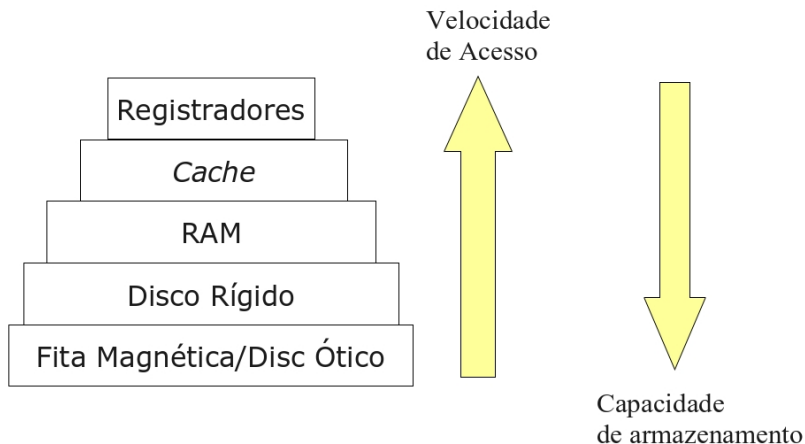 Velocidade
de Acesso
Registradores
Cache
RAM
Disco Rígido
Fita Magnética/Disc Ótico
Capacidade
de armazenamento